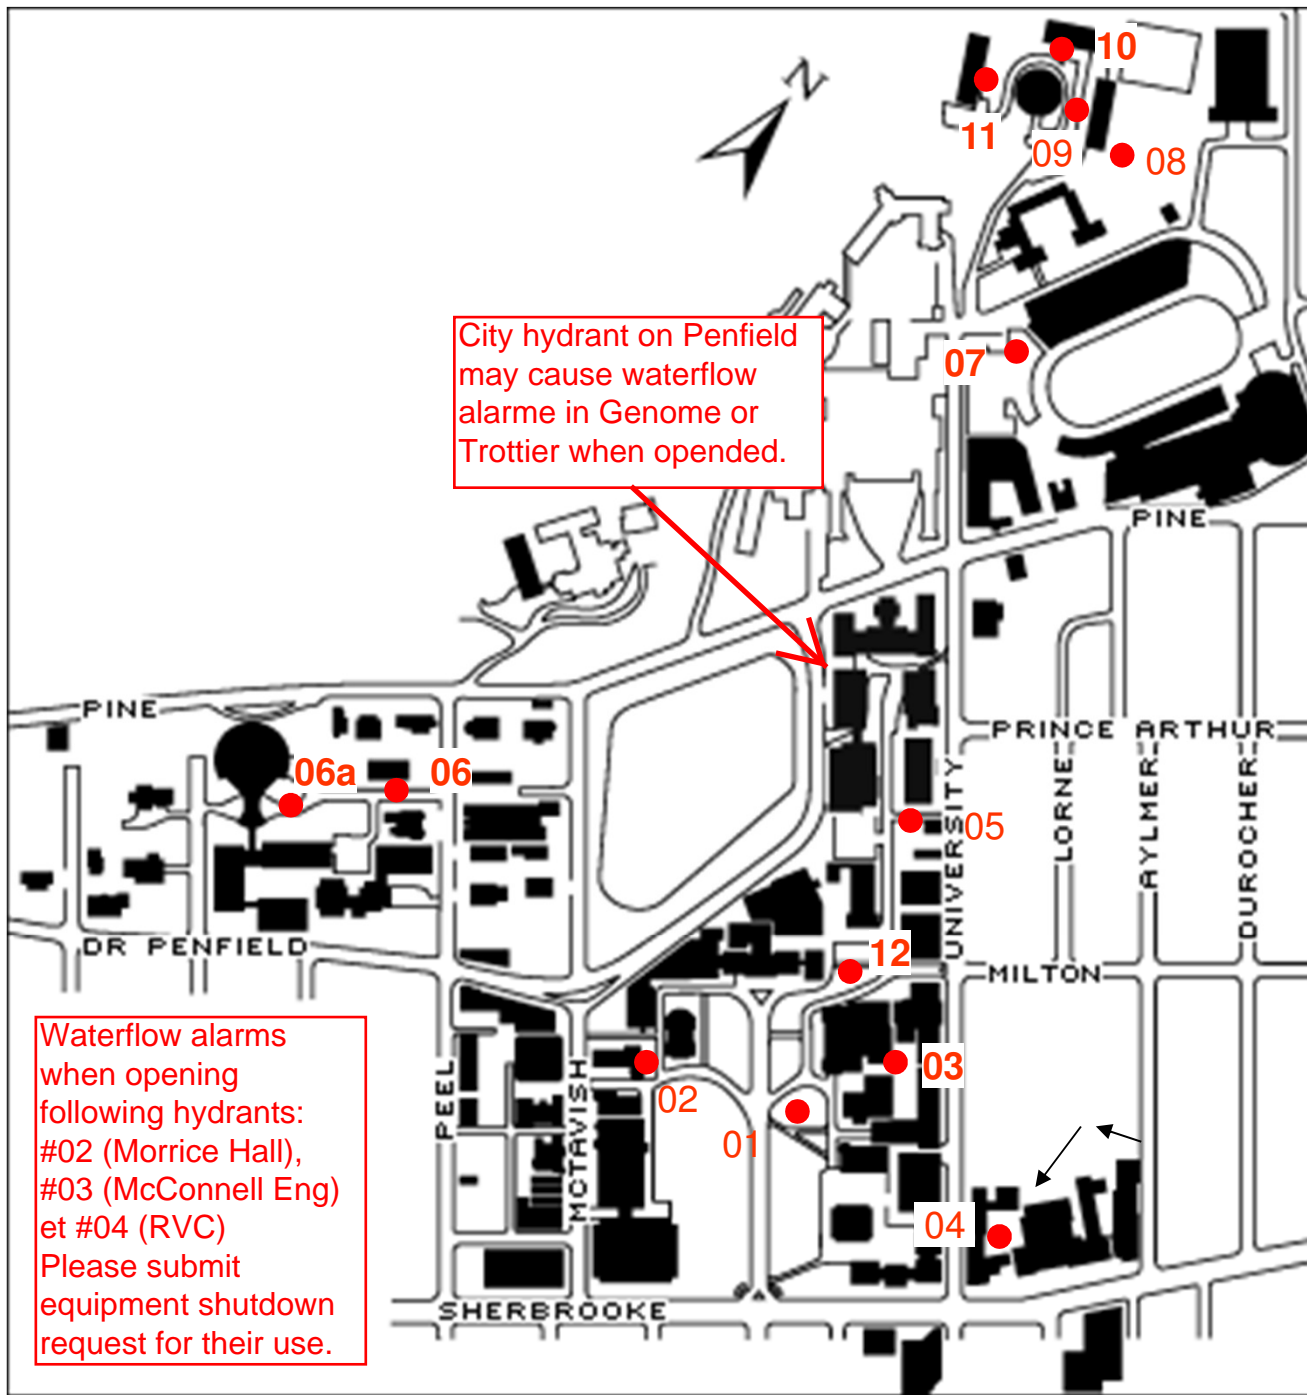 10
N
11
09
08
City hydrant on Penfield
may cause waterflow
alarme in Genome or
Trottier when opended.
07
PINE
PINE
PRINCE ARTHUR
06a
06
UNIVERSITY
LORNE
AYLMER
DUROCHER
05
DR PENFIELD
12
MILTON
Waterflow alarms
when opening
following hydrants:
#02 (Morrice Hall),
#03 (McConnell Eng)
et #04 (RVC)
Please submit
equipment shutdown
request for their use.
PEEL
MCTAVISH
02
03
01
04
SHERBROOKE